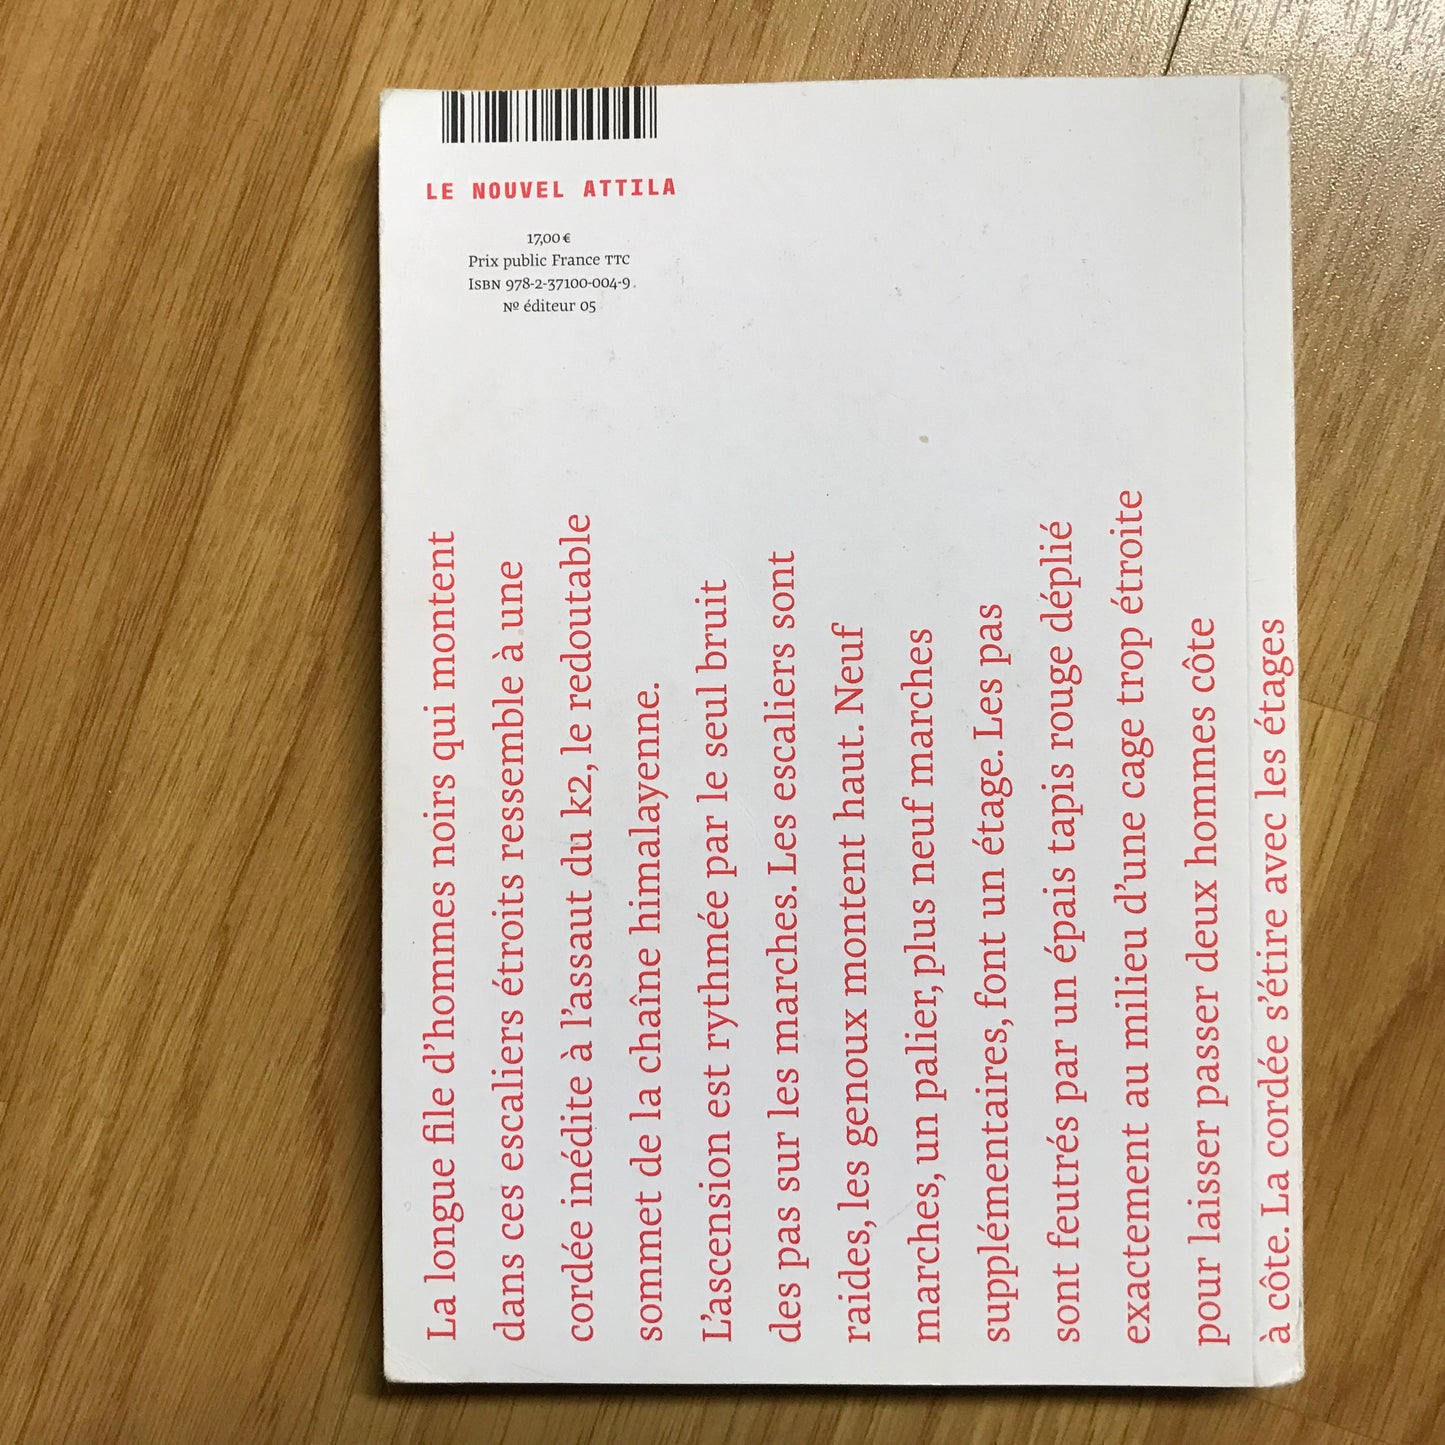 LE NOUVEL ATTILA
17,00 €
Prix public France TTC
ISBN 978-2-37100-004-9
Nº éditeur 05
La longue file d'hommes noirs qui montent
dans ces escaliers étroits ressemble à une
cordée inédite à l'assaut du K2, le redoutable
sommet de la chaîne himalayenne.
L'ascension est rythmée par le seul bruit
des pas sur les marches. Les escaliers sont
raides, les genoux montent haut. Neuf
marches, un palier, plus neuf marches
supplémentaires, font un étage. Les pas
sont feutrés par un épais tapis rouge déplié
exactement au milieu d'une cage trop étroite
pour laisser passer deux hommes côte
à côte. La cordée s'étire avec les étages